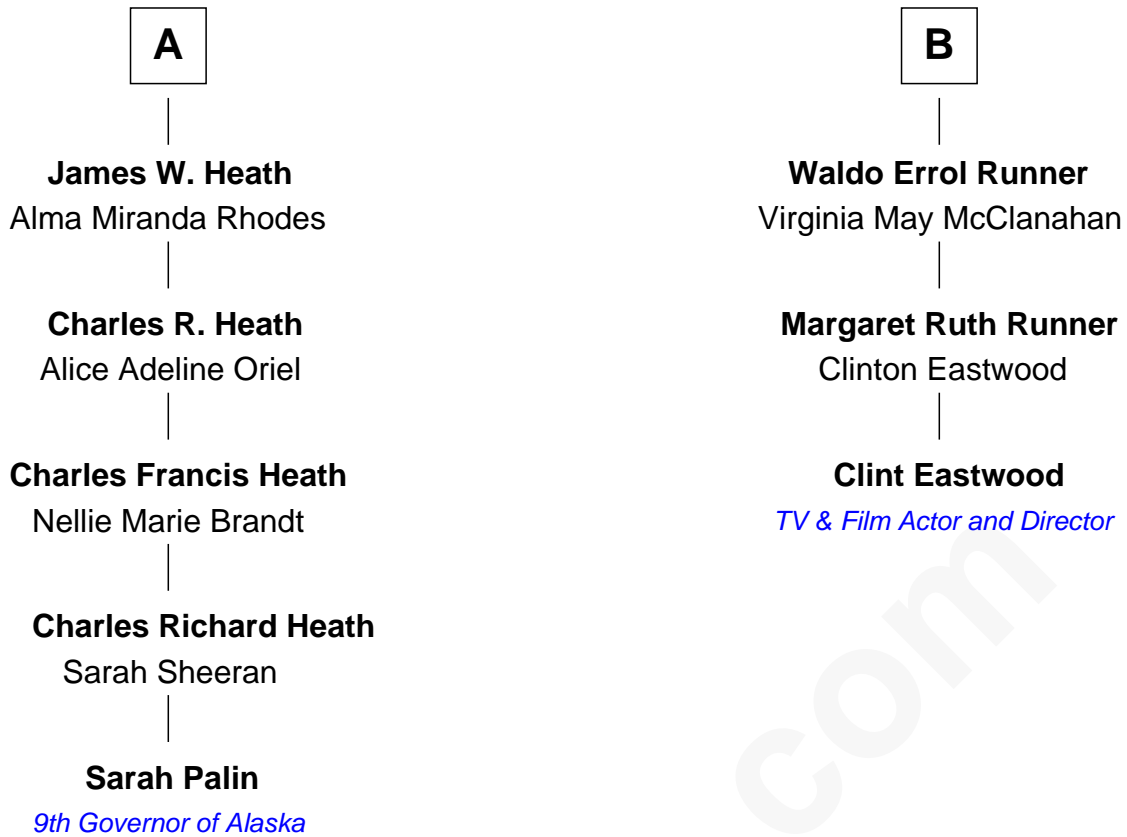 A
James W. Heath
Alma Miranda Rhodes
Charles R. Heath
Alice Adeline Oriel
Charles Francis Heath
Nellie Marie Brandt
Charles Richard Heath
Sarah Sheeran
Sarah Palin
9th Governor of Alaska
B
Waldo Errol Runner
Virginia May McClanahan
Margaret Ruth Runner
Clinton Eastwood
Clint Eastwood
TV & Film Actor and Director
com